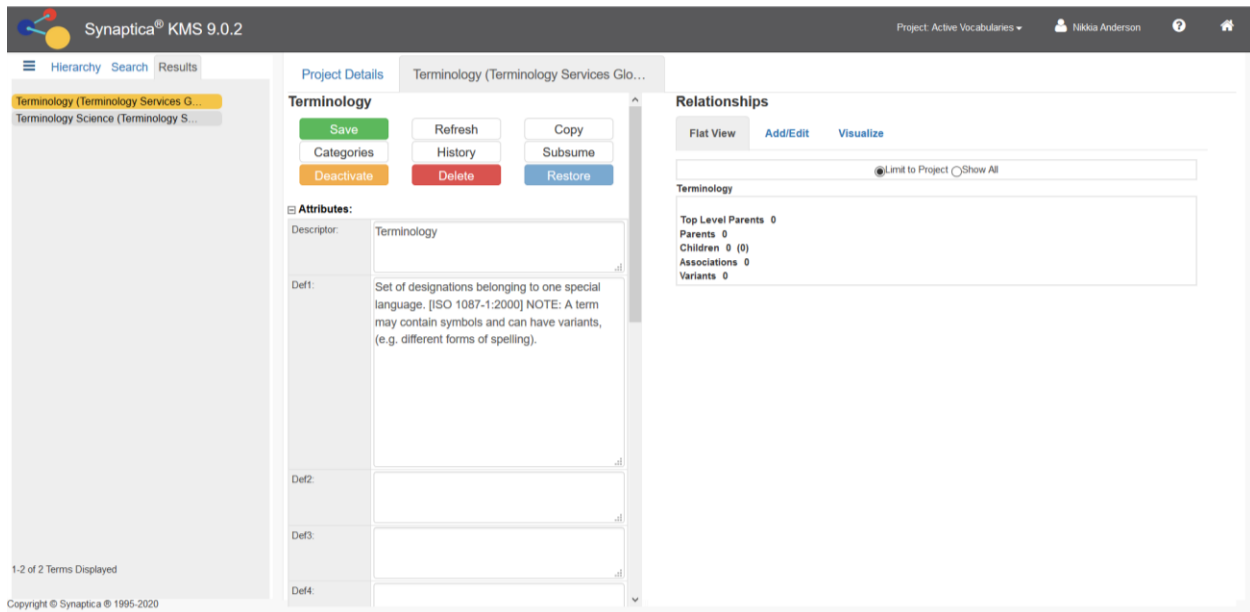 Synaptica® KMS 9.0.2
Project: Active Vocabularies
Nikkia Anderson
?
Hierarchy Search Results
Terminology (Terminology Services G...
Terminology Science (Terminology S...
1-2 of 2 Terms Displayed
Copyright © Synaptica ® 1995-2020
Project Details
Terminology (Terminology Services Glo...
Terminology
Save Refresh Copy
Categories History Subsume
Deactivate Delete Restore
Attributes:
Descriptor: Terminology
Def1: Set of designations belonging to one special
language. [ISO 1087-1:2000] NOTE: A term
may contain symbols and can have variants,
(e.g. different forms of spelling).
Def2:
Def3:
Def4:
Relationships
Flat View Add/Edit Visualize
Limit to Project Show All
Terminology
Top Level Parents 0
Parents 0
Children 0 (0)
Associations 0
Variants 0